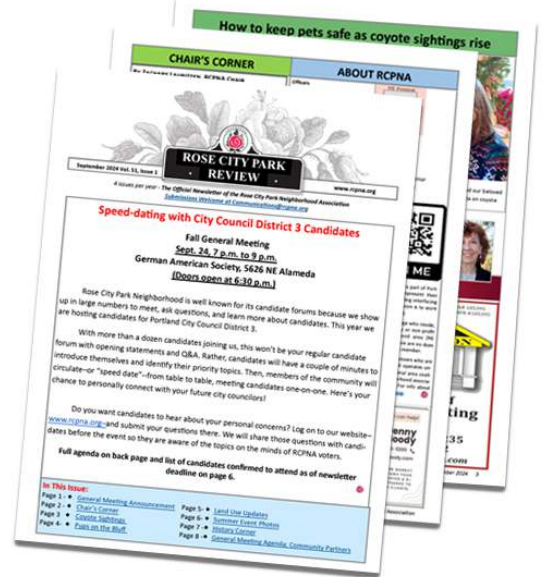 How to keep pets safe as coyote sightings rise
CHAIR'S CORNER
ABOUT RCPNA
ROSE CITY PARK
REVIEW
September 2024 Vol. 51, Issue 1
www.rcpna.org
4 issues per year - The Official Newsletter of the Rose City Park Neighborhood Association
Submissions Welcome at Communications@rcpna.org
Speed-dating with City Council District 3 Candidates
Fall General Meeting
Sept. 24, 7 p.m. to 9 p.m.
German American Society, 5626 NE Alameda
(Doors open at 6:30 p.m.)
Rose City Park Neighborhood is well known for its candidate forums because we show
up in large numbers to meet, ask questions, and learn more about candidates. This year we
are hosting candidates for Portland City Council District 3.
With more than a dozen candidates joining us, this won't be your regular candidate
forum with opening statements and Q&A. Rather, candidates will have a couple of minutes to
introduce themselves and identify their priority topics. Then, members of the community will
circulate—or "speed date"—from table to table, meeting candidates one-on-one. Here's your
chance to personally connect with your future city councilors!
Do you want candidates to hear about your personal concerns? Log on to our website–
www.rcpna.org–and submit your questions there. We will share those questions with candi-
dates before the event so they are aware of the topics on the minds of RCPNA voters.
Full agenda on back page and list of candidates confirmed to attend as of newsletter
deadline on page 6.
In This Issue:
Page 1 - General Meeting Announcement
Page 2 - Chair's Corner
Page 3 Coyote Sightings
Page 4- Pups on the Bluff
Page 5- Land Use Updates
Page 6 Summer Event Photos
Page 7 History Corner
Page 8 General Meeting Agenda, Community Partners